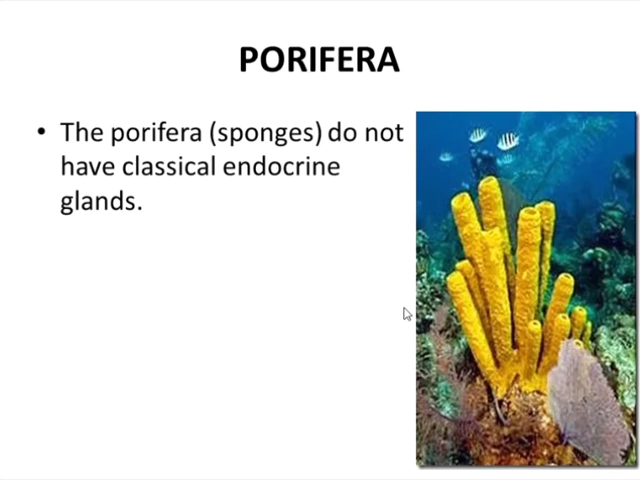 PORIFERA
• The porifera (sponges) do not
have classical endocrine
glands.